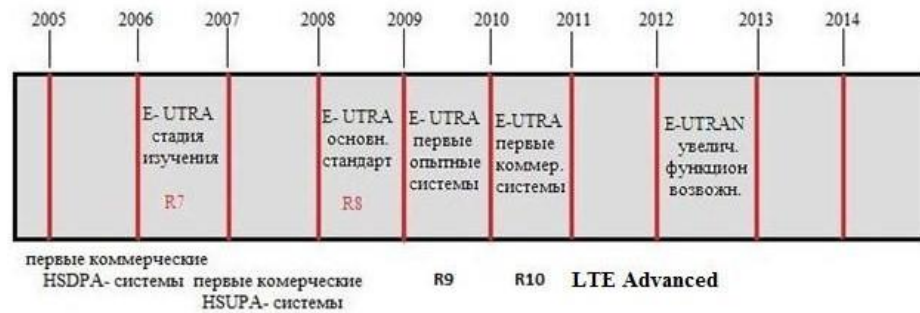 2005 2006 2007 2008 2009 2010 2011 2012 2013 2014
E- UTRA
стадия
изучения
R7
E- UTRA
основн.
стандарт
R8
E- UTRA
первые
опытные
системы
E-UTRA
первые
коммер.
системы
E-UTRAN
увелич.
функцион
возвожн.
первые коммерческие
HSDPA- системы
первые комерческие
HSUPA- системы
R9
R10
LTE Advanced